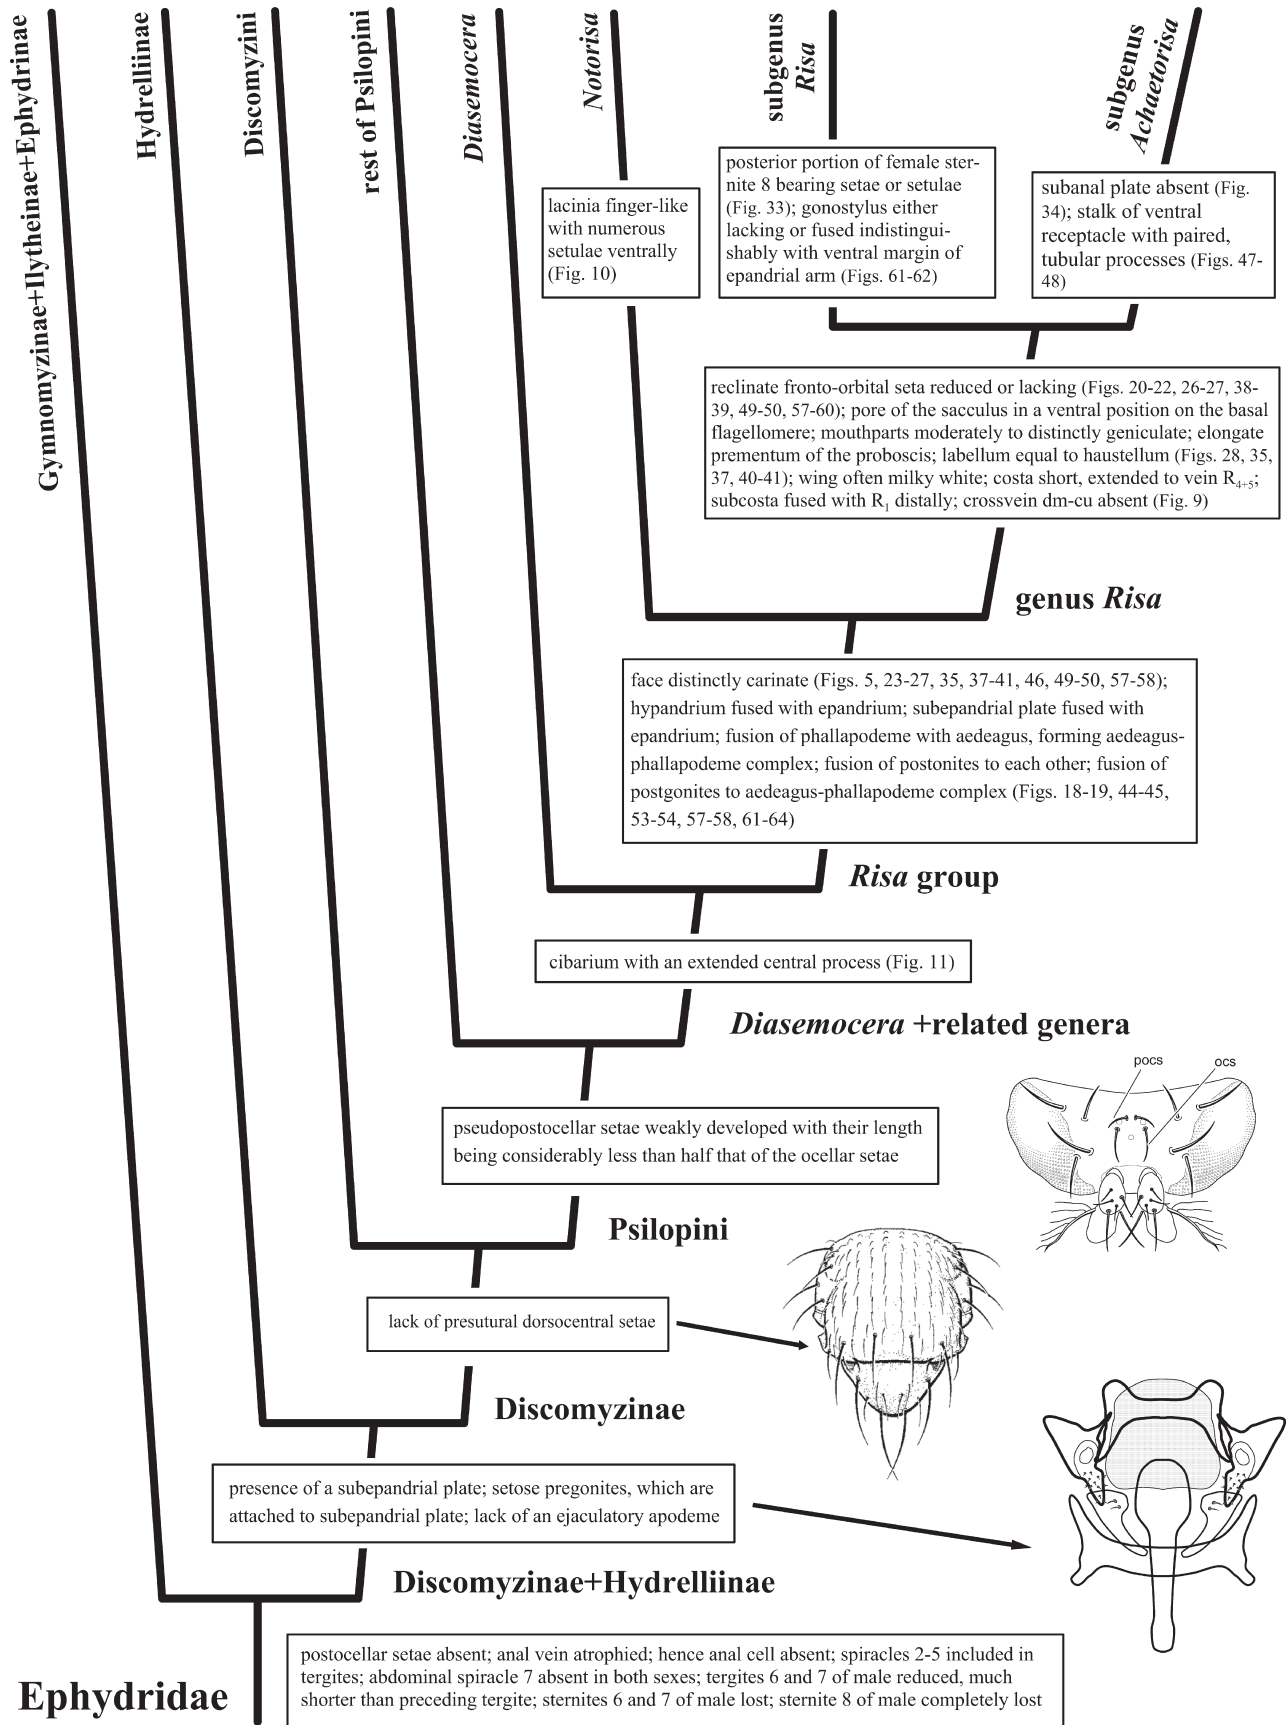 Gymnomyzinae+Ilytheinae+Ephydrinae
Hydrelliinae
Discomyzini
rest of Psilopini
Diasemocera
Notorisa
subgenus
Risa
subgenus
Achaetorisa
lacinia finger-like
with numerous
setulae ventrally
(Fig. 10)
posterior portion of female ster-
nite 8 bearing setae or setulae
(Fig. 33); gonostylus either
lacking or fused indistingui-
shably with ventral margin of
epandrial arm (Figs. 61-62)
subanal plate absent (Fig.
34); stalk of ventral
receptacle with paired,
tubular processes (Figs. 47-
48)
reclinate fronto-orbital seta reduced or lacking (Figs. 20-22, 26-27, 38-
39, 49-50, 57-60); pore of the sacculus in a ventral position on the basal
flagellomere; mouthparts moderately to distinctly geniculate; elongate
prementum of the proboscis; labellum equal to haustellum (Figs. 28, 35,
37, 40-41); wing often milky white; costa short, extended to vein R4+5;
subcosta fused with R1 distally; crossvein dm-cu absent (Fig. 9)
genus Risa
face distinctly carinate (Figs. 5, 23-27, 35, 37-41, 46, 49-50, 57-58);
hypandrium fused with epandrium; subepandrial plate fused with
epandrium; fusion of phallapodeme with aedeagus, forming aedeagus-
phallapodeme complex; fusion of postonites to each other; fusion of
postgonites to aedeagus-phallapodeme complex (Figs. 18-19, 44-45,
53-54, 57-58, 61-64)
Risa group
cibarium with an extended central process (Fig. 11)
Diasemocera +related genera
pocs
ocs
pseudopostocellar setae weakly developed with their length
being considerably less than half that of the ocellar setae
Psilopini
lack of presutural dorsocentral setae
Discomyzinae
presence of a subepandrial plate; setose pregonites, which are
attached to subepandrial plate; lack of an ejaculatory apodeme
Discomyzinae+Hydrelliinae
postocellar setae absent; anal vein atrophied; hence anal cell absent; spiracles 2-5 included in
tergites; abdominal spiracle 7 absent in both sexes; tergites 6 and 7 of male reduced, much
shorter than preceding tergite; sternites 6 and 7 of male lost; sternite 8 of male completely lost
Ephydridae